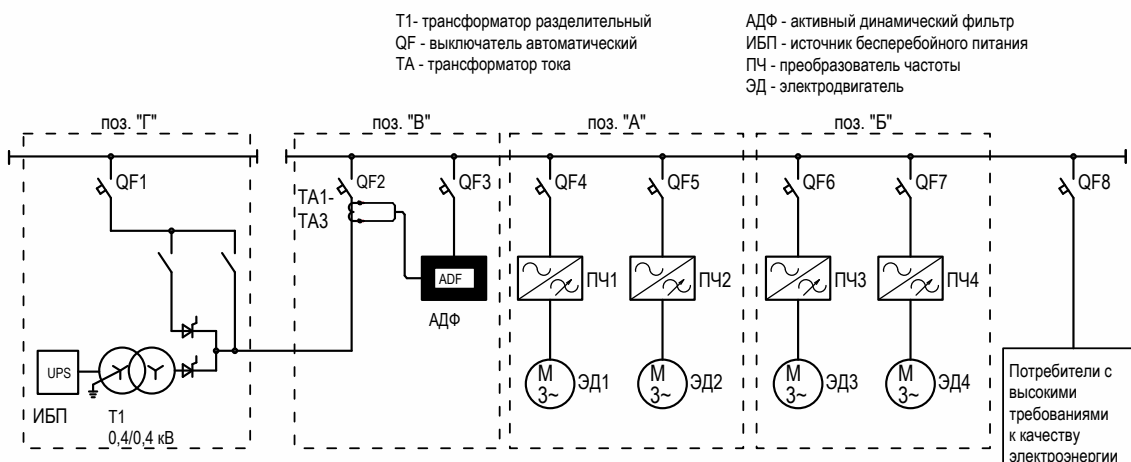 Т1- трансформатор разделительный
QF - выключатель автоматический
ТА - трансформатор тока
АДФ - активный динамический фильтр
ИБП - источник бесперебойного питания
ПЧ - преобразователь частоты
ЭД - электродвигатель
поз. "Г"
поз. "В"
поз. "А"
поз. "Б"
QF1
QF2
QF3
QF4
QF5
QF6
QF7
QF8
ТА1-
ТА3
ADF
АДФ
ПЧ1
ПЧ2
ПЧ3
ПЧ4
UPS
ИБП
Т1
0,4/0,4 кВ
М
3~
ЭД1
М
3~
ЭД2
М
3~
ЭД3
М
3~
ЭД4
Потребители с
высокими
требованиями
к качеству
электроэнергии